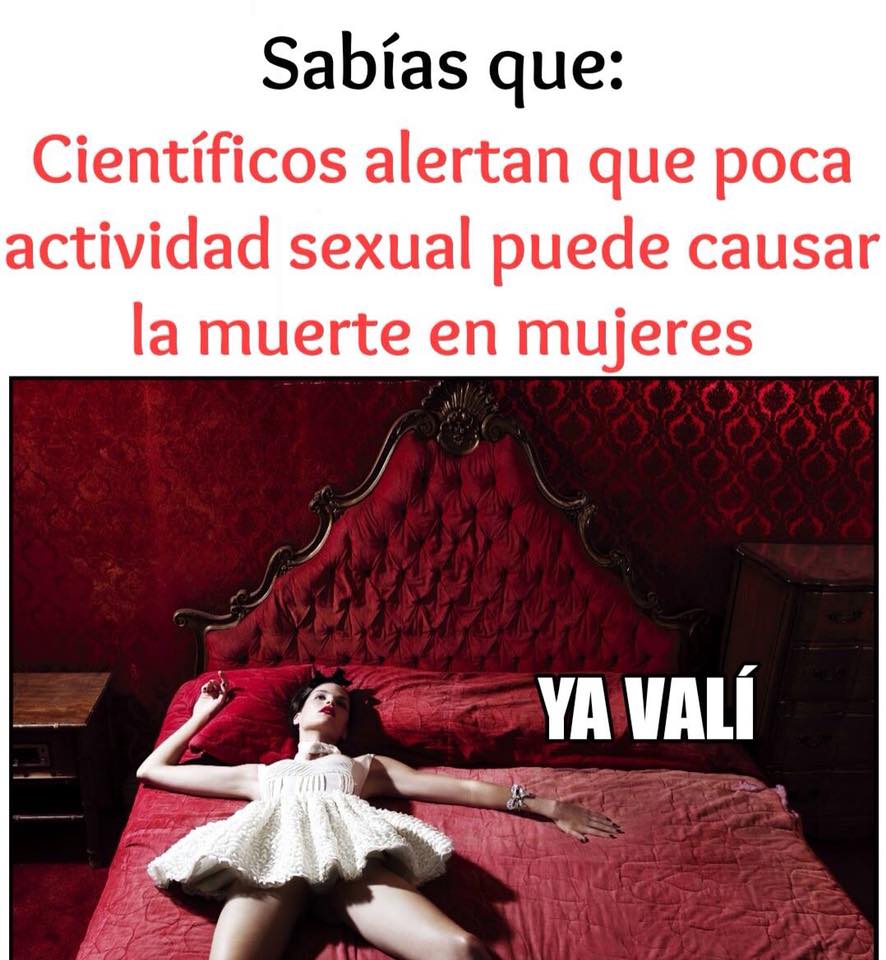 Sabías que:
Científicos alertan que poca
actividad sexual puede causar
la muerte en mujeres
YA VALÍ